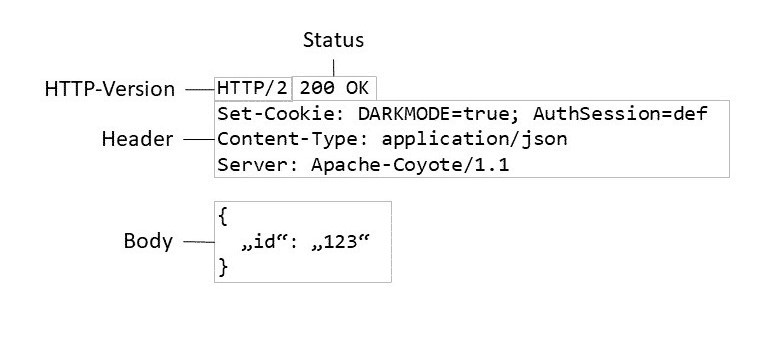 Status
HTTP-Version HTTP/2 200 OK
Set-Cookie: DARKMODE=true; AuthSession=def
Header Content-Type: application/json
Server: Apache-Coyote/1.1
{
Body „id“: „123“
}